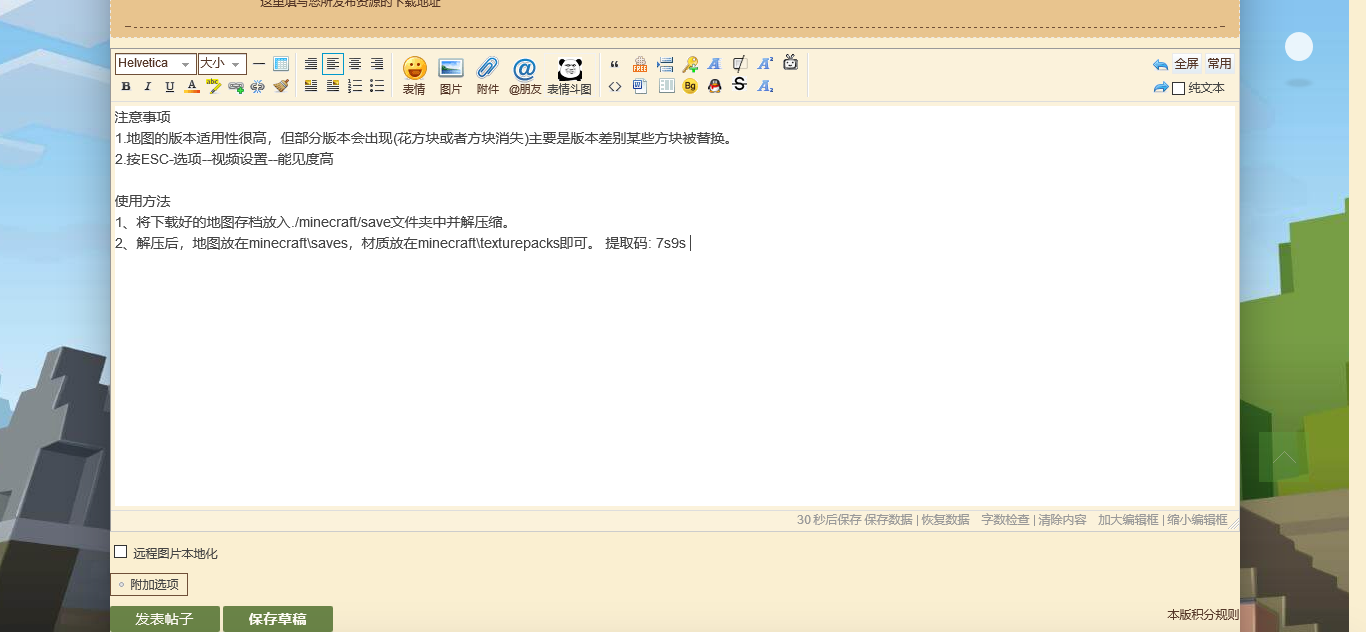 这里填写您所发布资源的下载地址
Helvetica 大小 全屏 常用
B I U A abc 表情 图片 附件 @朋友 表情斗图 纯文本
注意事项
1.地图的版本适用性很高，但部分版本会出现(花方块或者方块消失)主要是版本差别某些方块被替换。
2.按ESC-选项--视频设置--能见度高
使用方法
1、将下载好的地图存档放入./minecraft/save文件夹中并解压缩。
2、解压后，地图放在minecraft\saves，材质放在minecraft\texturepacks即可。 提取码: 7s9s
30 秒后保存 保存数据 | 恢复数据 字数检查 | 清除内容 加大编辑框 | 缩小编辑框
远程图片本地化
附加选项
发表帖子 保存草稿 本版积分规则